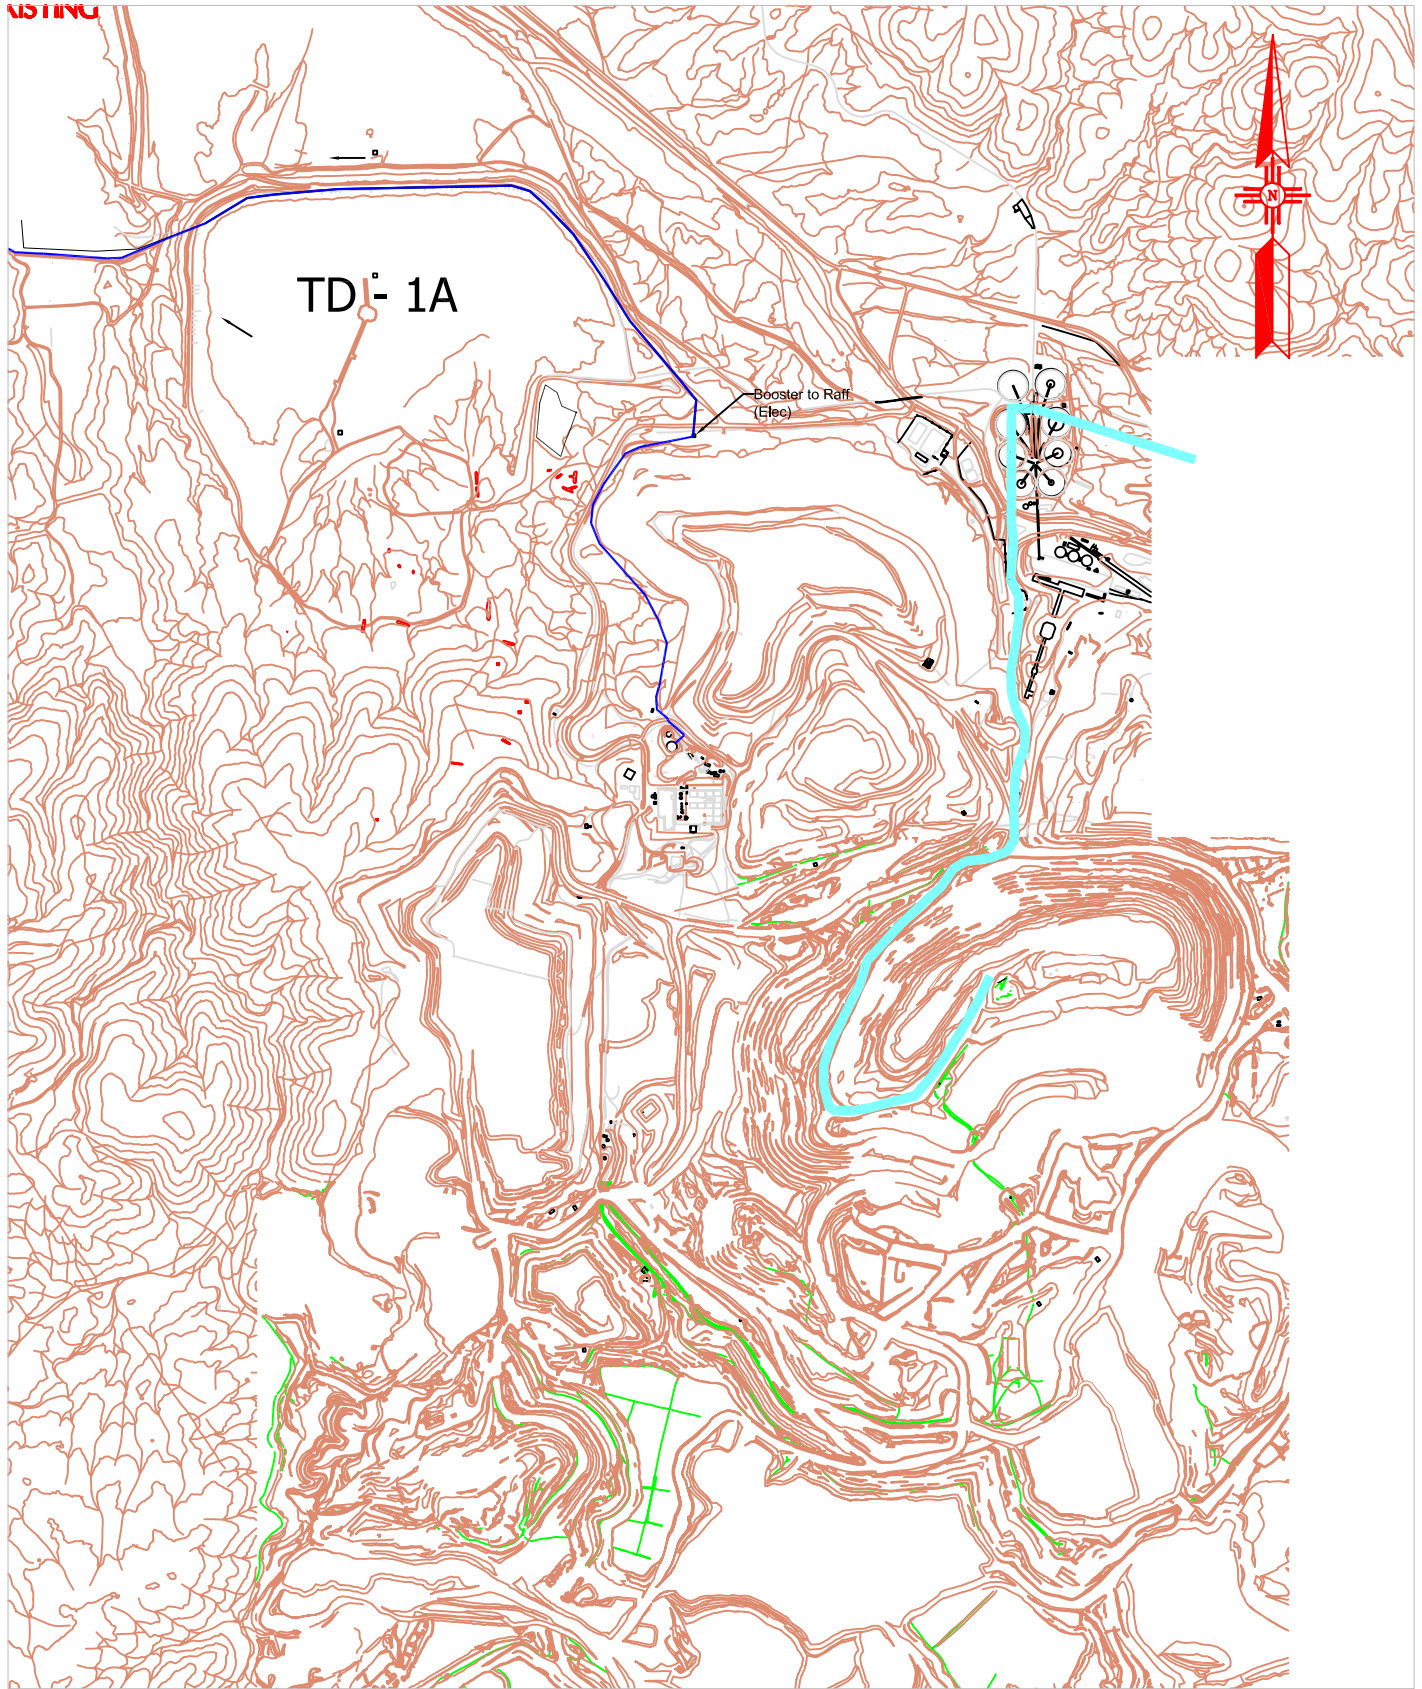 XISTING
N
TD - 1A
Booster to Raff
(Elec)